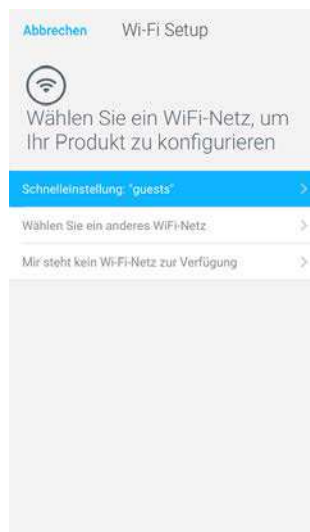 Abbrechen Wi-Fi Setup
Wählen Sie ein WiFi-Netz, um
Ihr Produkt zu konfigurieren
Schnelleinstellung: "guests"
Wählen Sie ein anderes WiFi-Netz
Mir steht kein Wi-Fi-Netz zur Verfügung